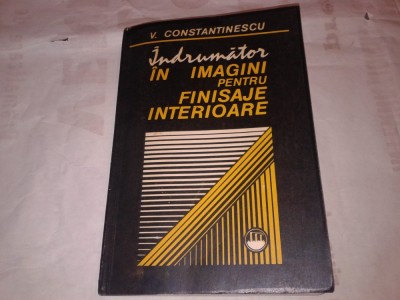 V. CONSTANTINESCU
Îndrumător
ÎN IMAGINI
PENTRU
FINISAJE
INTERIOARE